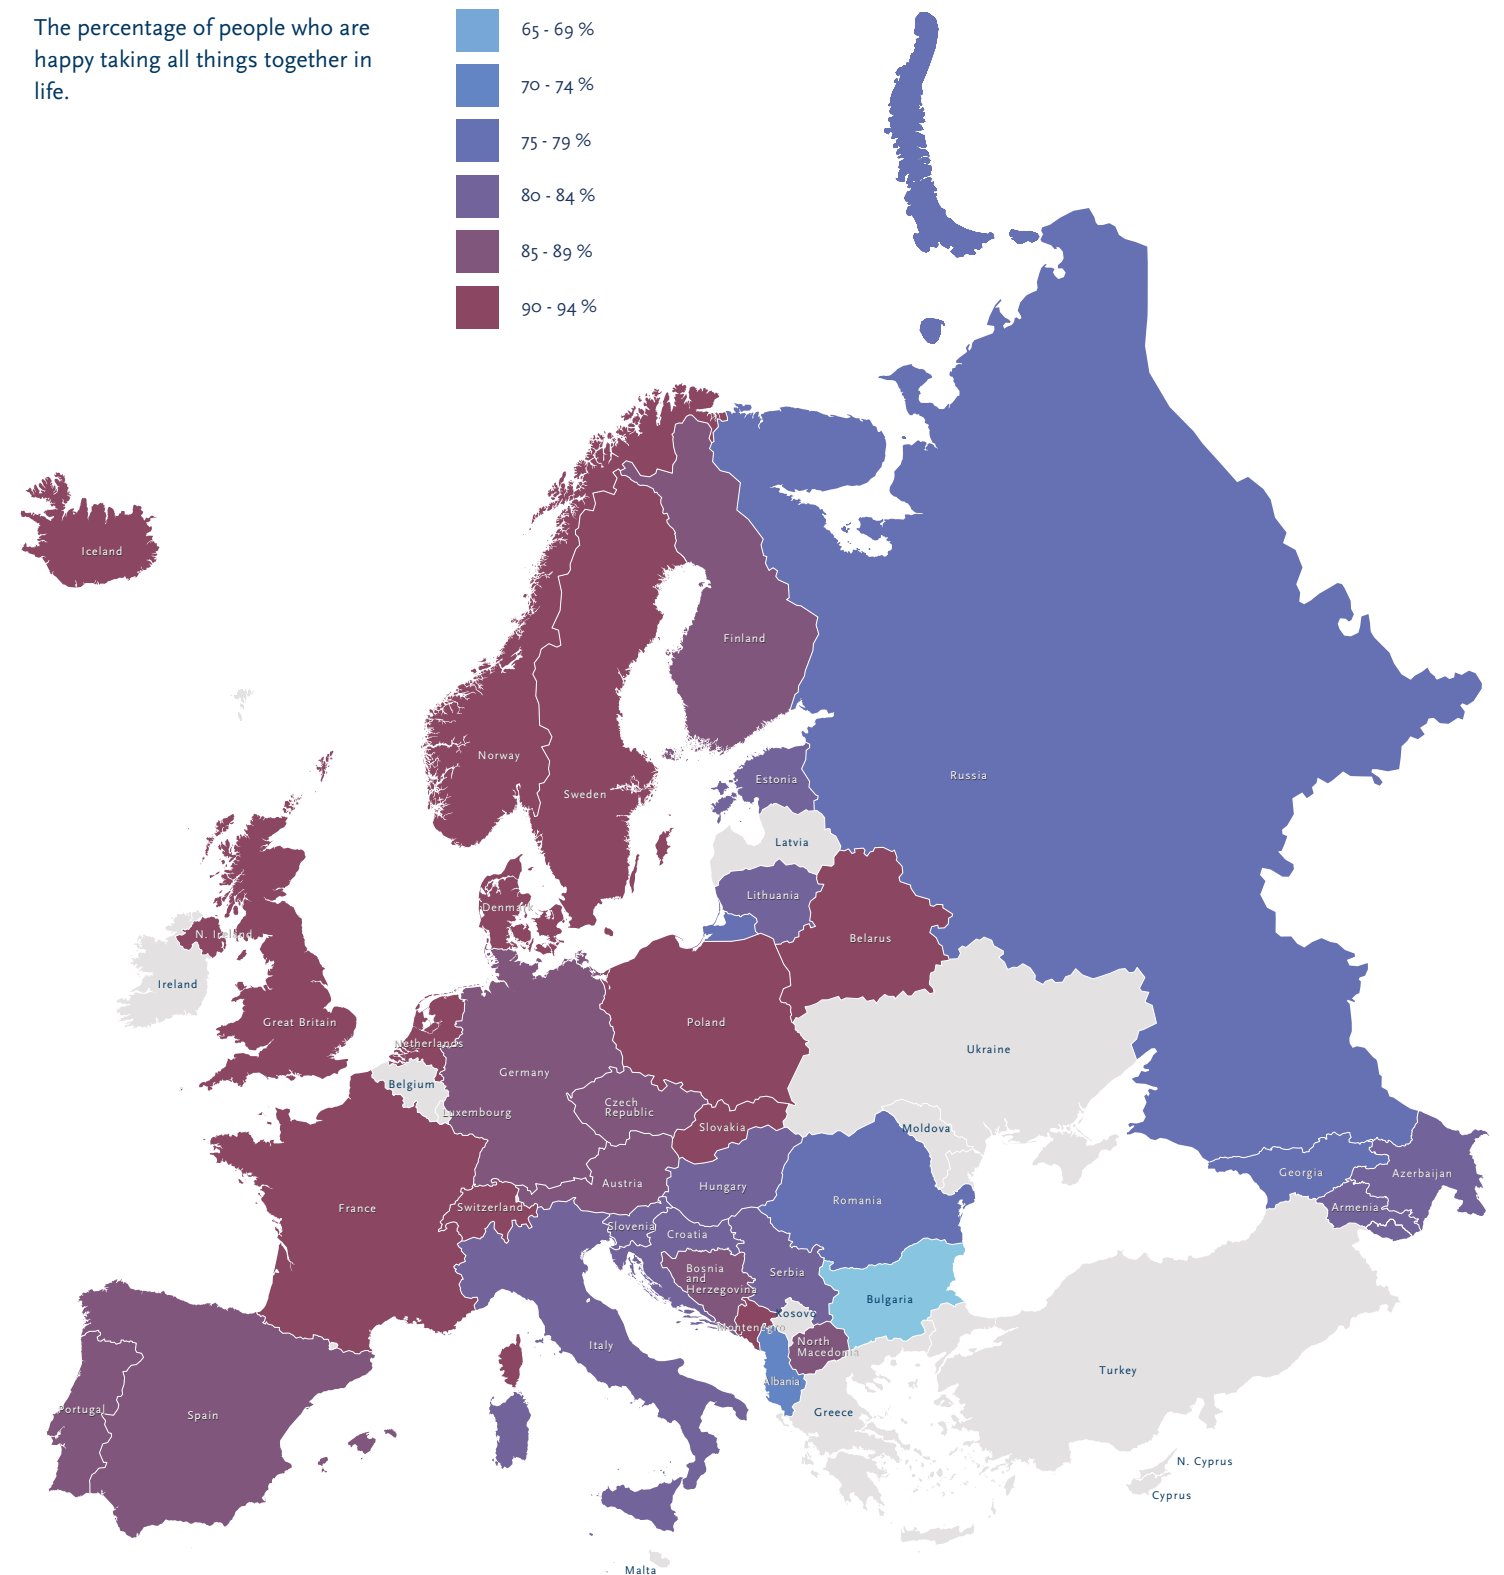 The percentage of people who are
happy taking all things together in
life.
65 - 69 %
70 - 74 %
75 - 79 %
80 - 84 %
85 - 89 %
90 - 94 %
Iceland
Finland
Norway
Russia
Estonia
Sweden
Latvia
Lithuania
Denmark
N. Ireland
Belarus
Ireland
Great Britain
Poland
Netherlands
Ukraine
Germany
Belgium
Czech
Republic
Luxembourg
Slovakia
Moldova
Georgia
Azerbaijan
Austria
Hungary
Romania
France
Switzerland
Armenia
Slovenia
Croatia
Bosnia
and
Herzegovina
Serbia
Bulgaria
Kosovo
Montenegro
Italy
North
Macedonia
Turkey
Albania
Portugal
Spain
Greece
N. Cyprus
Cyprus
Malta